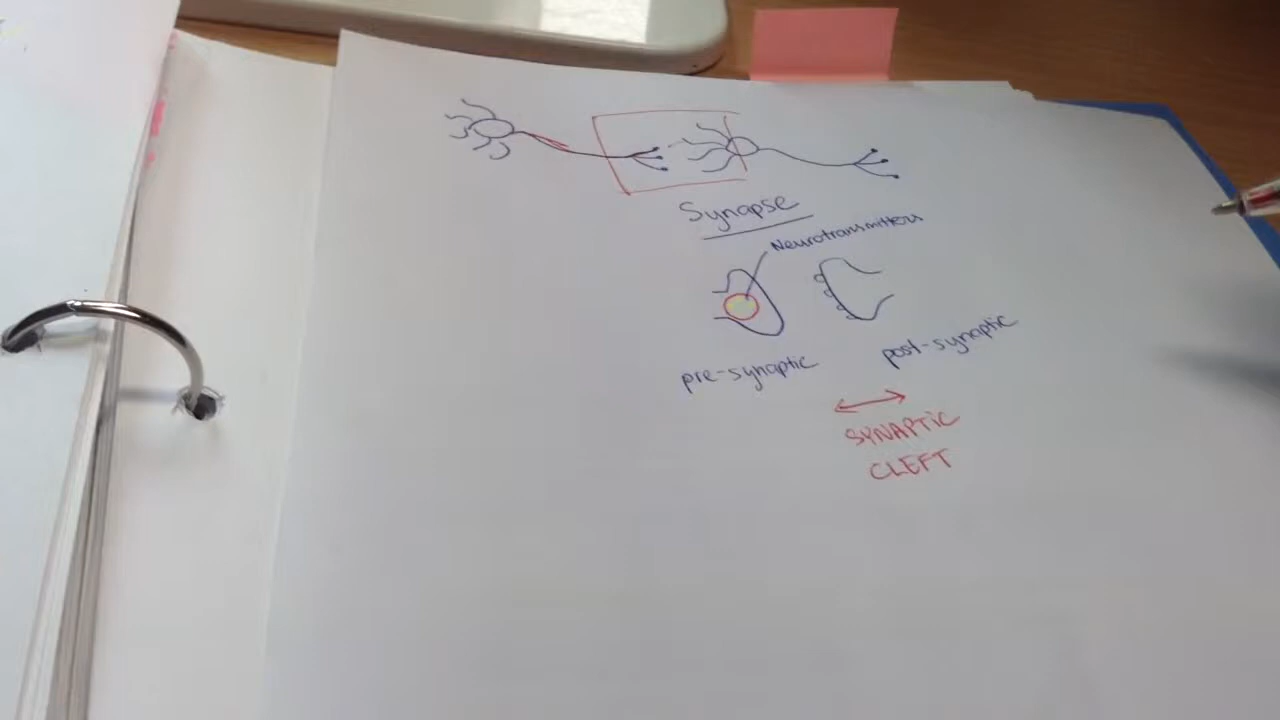 Synapse
Neurotransmitters
pre-synaptic
post-synaptic
SYNAPTIC
CLEFT